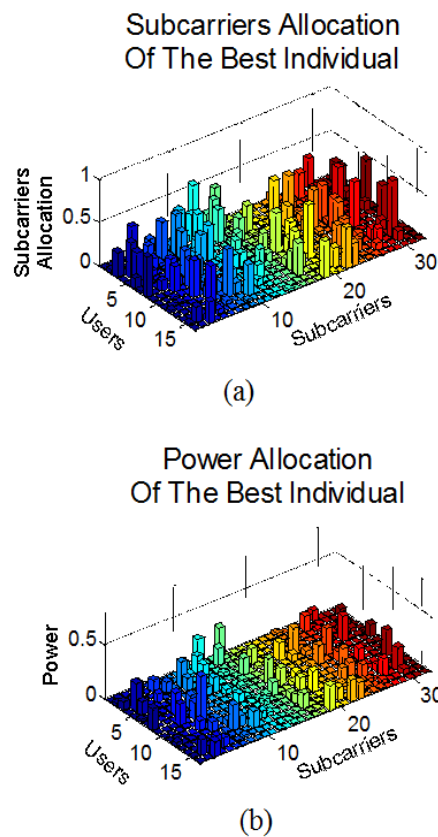 Subcarriers Allocation
Of The Best Individual
1
0.5
0
Subcarriers
Allocation
5
10
15
Users
10
20
30
Subcarriers
(a)
Power Allocation
Of The Best Individual
0.5
0
Power
5
10
15
Users
10
20
30
Subcarriers
(b)